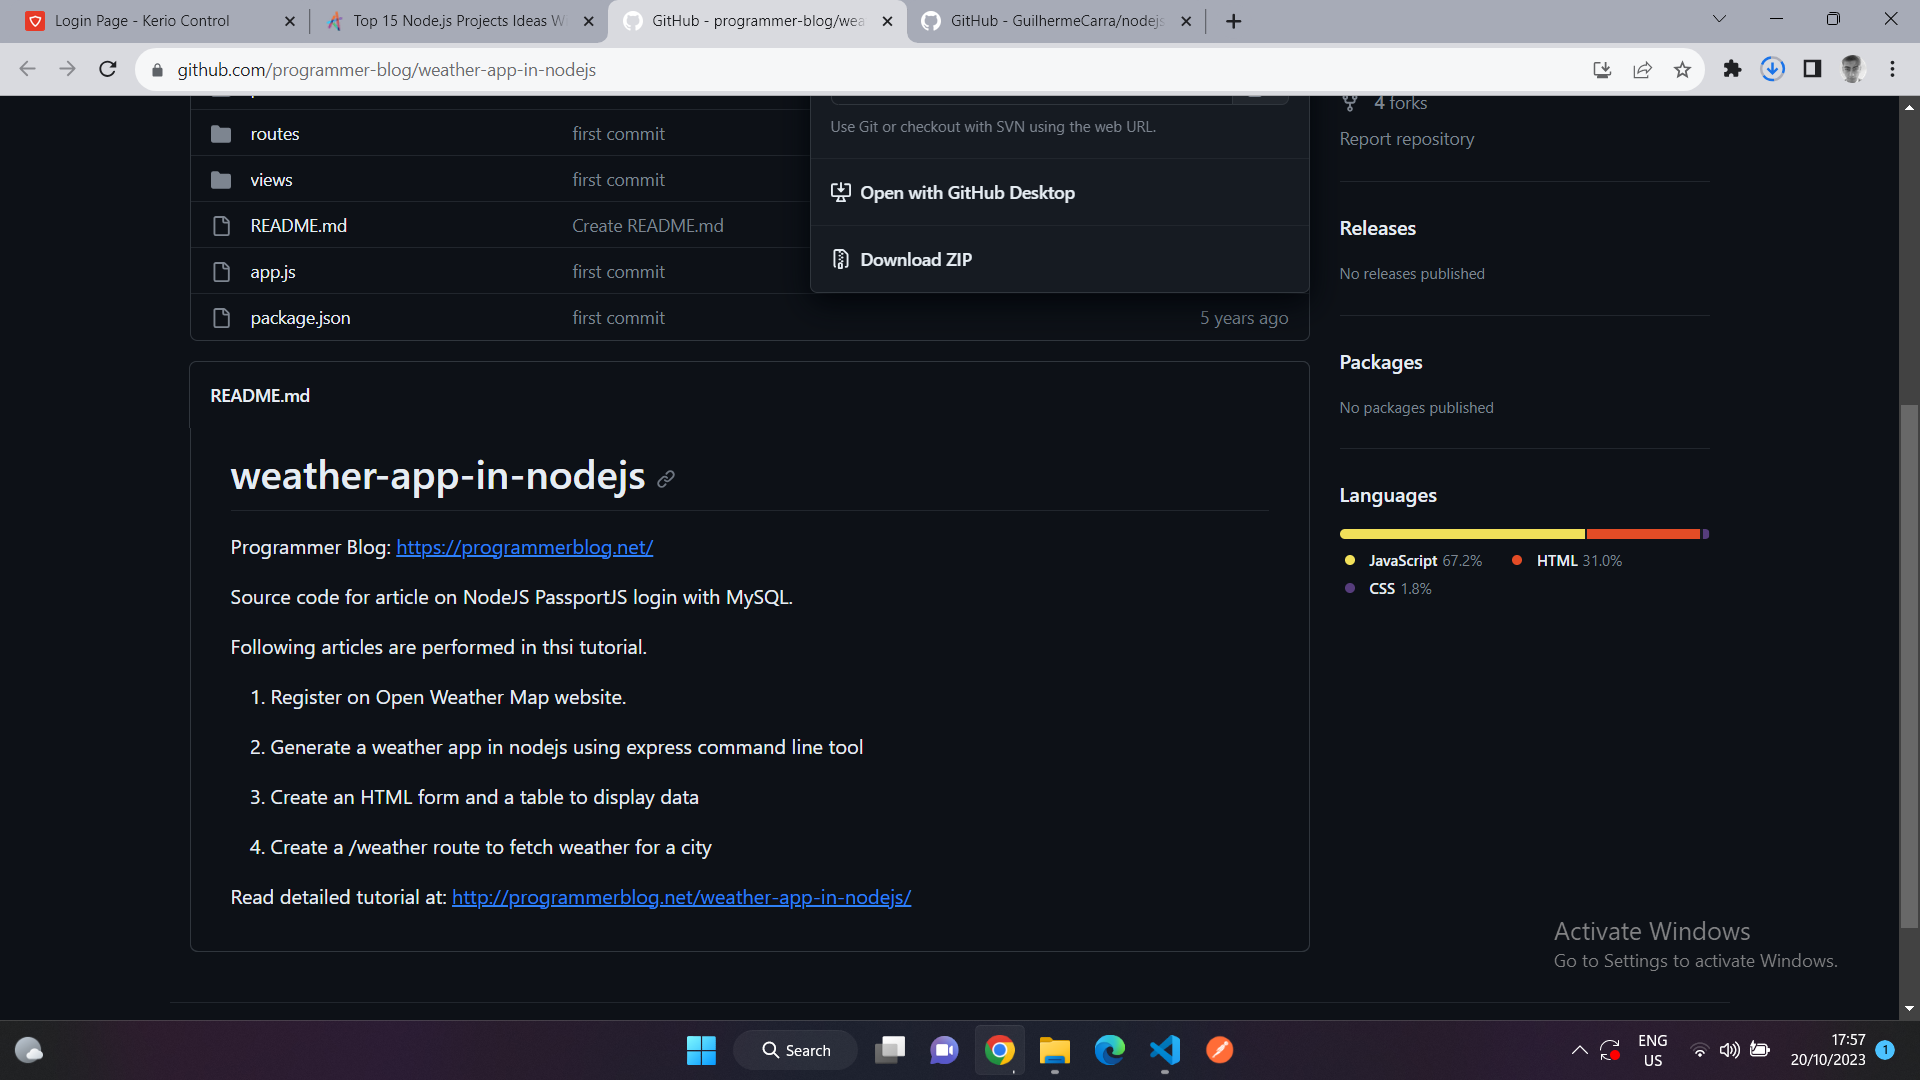 Login Page - Kerio Control
Top 15 Node.js Projects Ideas W
GitHub - programmer-blog/wea
GitHub - GuilhermeCarra/nodejs
github.com/programmer-blog/weather-app-in-nodejs
routes first commit
views first commit
README.md Create README.md
app.js first commit
package.json first commit 5 years ago
Use Git or checkout with SVN using the web URL.
Open with GitHub Desktop
Download ZIP
4 forks
Report repository
Releases
No releases published
Packages
No packages published
Languages
JavaScript 67.2% HTML 31.0%
CSS 1.8%
README.md
weather-app-in-nodejs
Programmer Blog: https://programmerblog.net/
Source code for article on NodeJS PassportJS login with MySQL.
Following articles are performed in thsi tutorial.
1. Register on Open Weather Map website.
2. Generate a weather app in nodejs using express command line tool
3. Create an HTML form and a table to display data
4. Create a /weather route to fetch weather for a city
Read detailed tutorial at: http://programmerblog.net/weather-app-in-nodejs/
Activate Windows
Go to Settings to activate Windows.
Search
ENG
US
17:57
20/10/2023
1